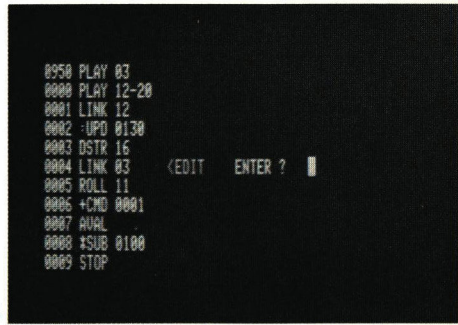 0950 PLAY 03
0000 PLAY 12-20
0001 LINK 12
0002 :UPD 0130
0003 DSTR 16
0004 LINK 03 <EDIT ENTER ?
0005 ROLL 11
0006 +CMD 0001
0007 AVAL
0008 *SUB 0100
0009 STOP